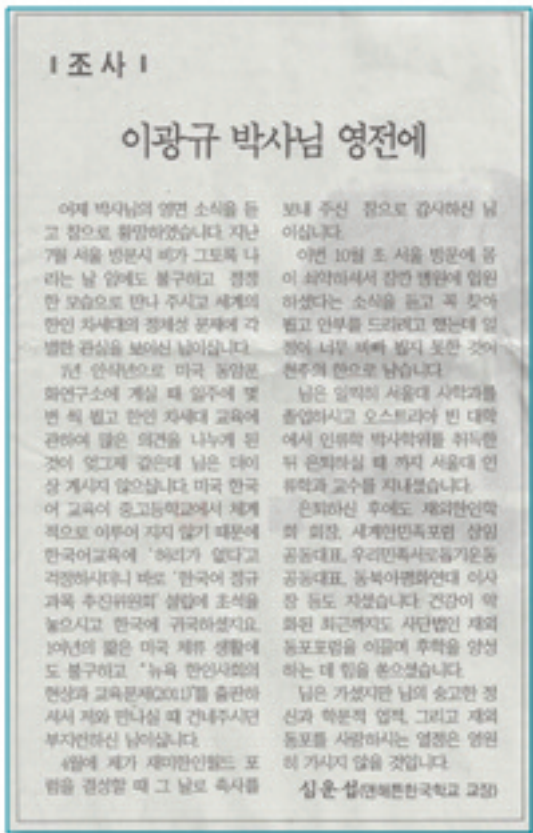 조사
이광규 박사님 영전에
어제 박사님의 영면 소식을 듣
고 참으로 황망하였습니다. 지난
7월 서울 방문시 비가 그토록 나
리는 날 임에도 불구하고 정정
한 모습으로 만나 주시고 세계의
한인 차세대의 정체성 문제에 각
별한 관심을 보이신 님이십니다.
1년 안식년으로 미국 동암문
화연구소에 계실 때 일주에 몇
번 씩 뵙고 한인 차세대 교육에
관하여 많은 의견을 나누게 된
것이 엊그제 같은데 님은 더이
상 계시지 않으십니다. 미국 한국
어 교육이 중고등학교에서 체계
적으로 이루어 지지 않기 때문에
한국어교육에 '허리가 없다'고
걱정하시더니 바로 '한국어 정규
과목 추진위원회' 설립에 초석을
놓으시고 한국에 귀국하셨지요.
1여년의 짧은 미국 체류 생활에
도 불구하고 "뉴욕 한인사회의
현상과 교육문제(2011)"를 출판하
셔서 저와 만나실 때 건네주시던
부지런하신 님이십니다.
4월에 제가 재미한인월드 포
럼을 결성할 때 그 날로 축사를
보내 주신 참으로 감사하신 님
이십니다.
이번 10월 초 서울 방문에 몸
이 쇠약하셔서 잠깐 병원에 입원
하셨다는 소식을 듣고 꼭 찾아
뵙고 안부를 드리려고 했는데 일
정이 너무 바빠 뵙지 못한 것이
천추의 한으로 남습니다.
님은 일찍이 서울대 사학과를
졸업하시고 오스트리아 빈 대학
에서 인류학 박사학위를 취득한
뒤 은퇴하실 때 까지 서울대 인
류학과 교수를 지내셨습니다.
은퇴하신 후에도 재외한인학
회 회장, 세계한민족포럼 상임
공동대표, 우리민족서로돕기운동
공동대표, 동북아평화연대 이사
장 등도 지셨습니다. 건강이 악
화된 최근까지도 사단법인 재외
동포포럼을 이끌며 후학을 양성
하는 데 힘을 쏟으셨습니다.
님은 가셨지만 님의 숭고한 정
신과 학문적 업적, 그리고 재외
동포를 사랑하시는 열정은 영원
히 가시지 않을 것입니다.
심운섭(맨해튼한국학교 교장)